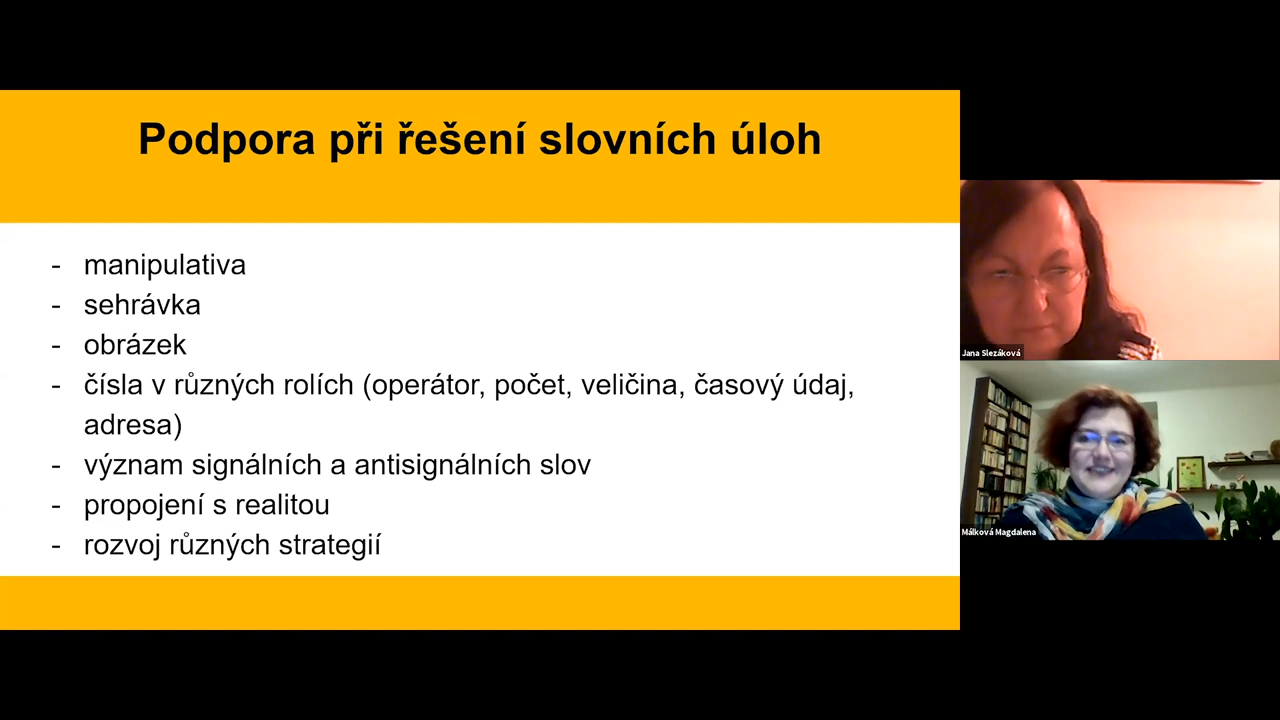 Podpora při řešení slovních úloh
- manipulativa
- sehrávka
- obrázek
- čísla v různých rolích (operátor, počet, veličina, časový údaj,
adresa)
- význam signálních a antisignálních slov
- propojení s realitou
- rozvoj různých strategií
Jana Slezáková
Málková Magdalena